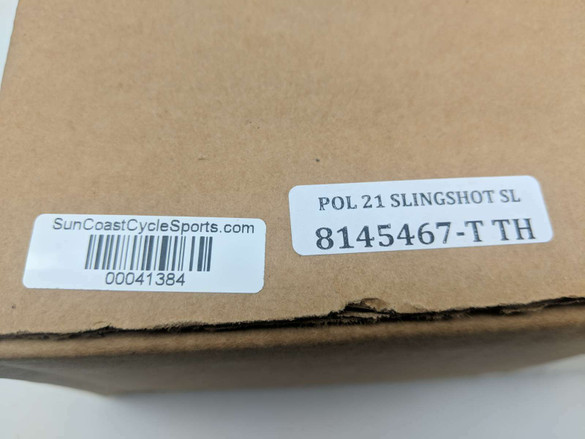 SunCoastCycleSports.com
00041384
POL 21 SLINGSHOT SL
8145467-T TH